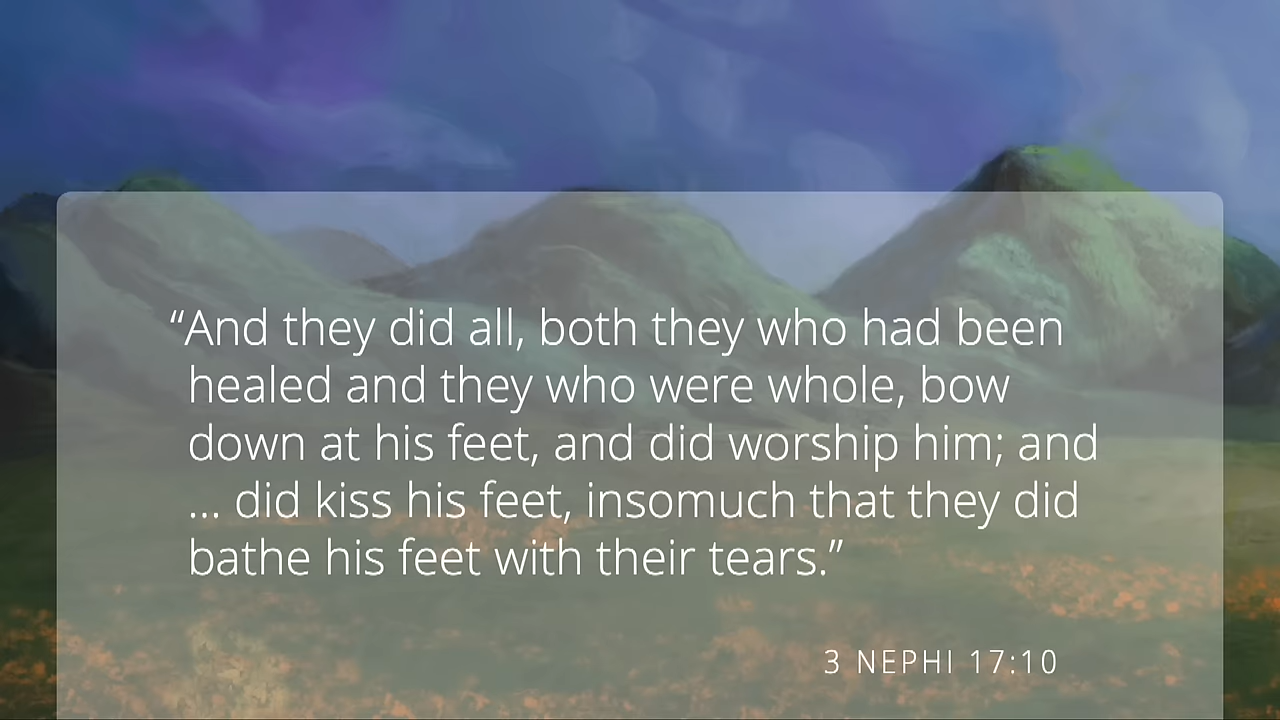 “And they did all, both they who had been
healed and they who were whole, bow
down at his feet, and did worship him; and
... did kiss his feet, insomuch that they did
bathe his feet with their tears.”
3 NEPHI 17:10